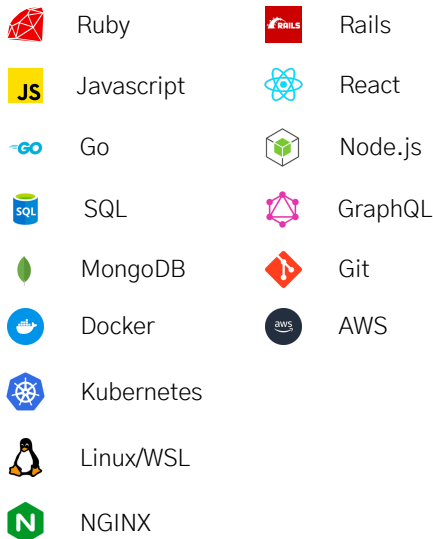 Ruby
RAILS Rails
JS Javascript
React
GO Go
Node.js
SQL SQL
GraphQL
MongoDB
Git
Docker
aws AWS
Kubernetes
Linux/WSL
N NGINX